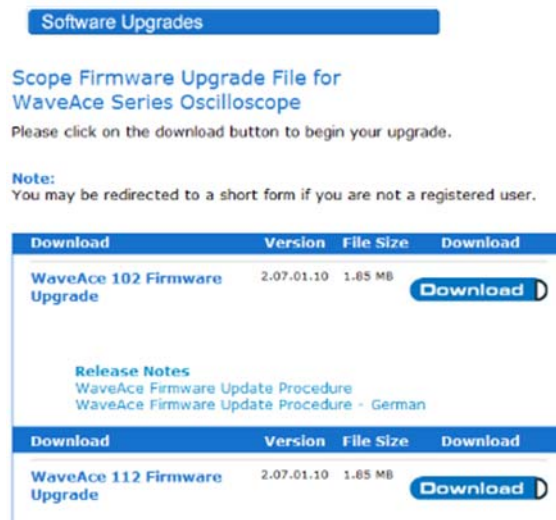 Software Upgrades
Scope Firmware Upgrade File for
WaveAce Series Oscilloscope
Please click on the download button to begin your upgrade.
Note:
You may be redirected to a short form if you are not a registered user.
Download Version File Size Download
WaveAce 102 Firmware 2.07.01.10 1.85 MB Download
Upgrade
Release Notes
WaveAce Firmware Update Procedure
WaveAce Firmware Update Procedure - German
Download Version File Size Download
WaveAce 112 Firmware 2.07.01.10 1.85 MB Download
Upgrade